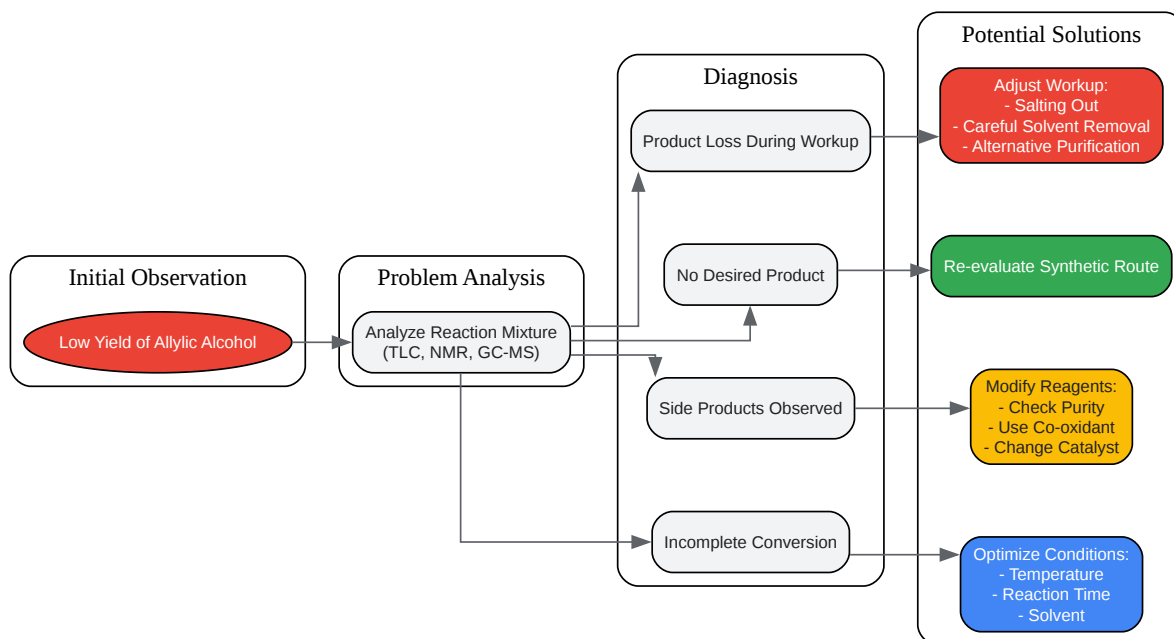 Initial Observation
Low Yield of Allylic Alcohol
Problem Analysis
Analyze Reaction Mixture
(TLC, NMR, GC-MS)
Diagnosis
Product Loss During Workup
No Desired Product
Side Products Observed
Incomplete Conversion
Potential Solutions
Adjust Workup:
- Salting Out
- Careful Solvent Removal
- Alternative Purification
Re-evaluate Synthetic Route
Modify Reagents:
- Check Purity
- Use Co-oxidant
- Change Catalyst
Optimize Conditions:
- Temperature
- Reaction Time
- Solvent